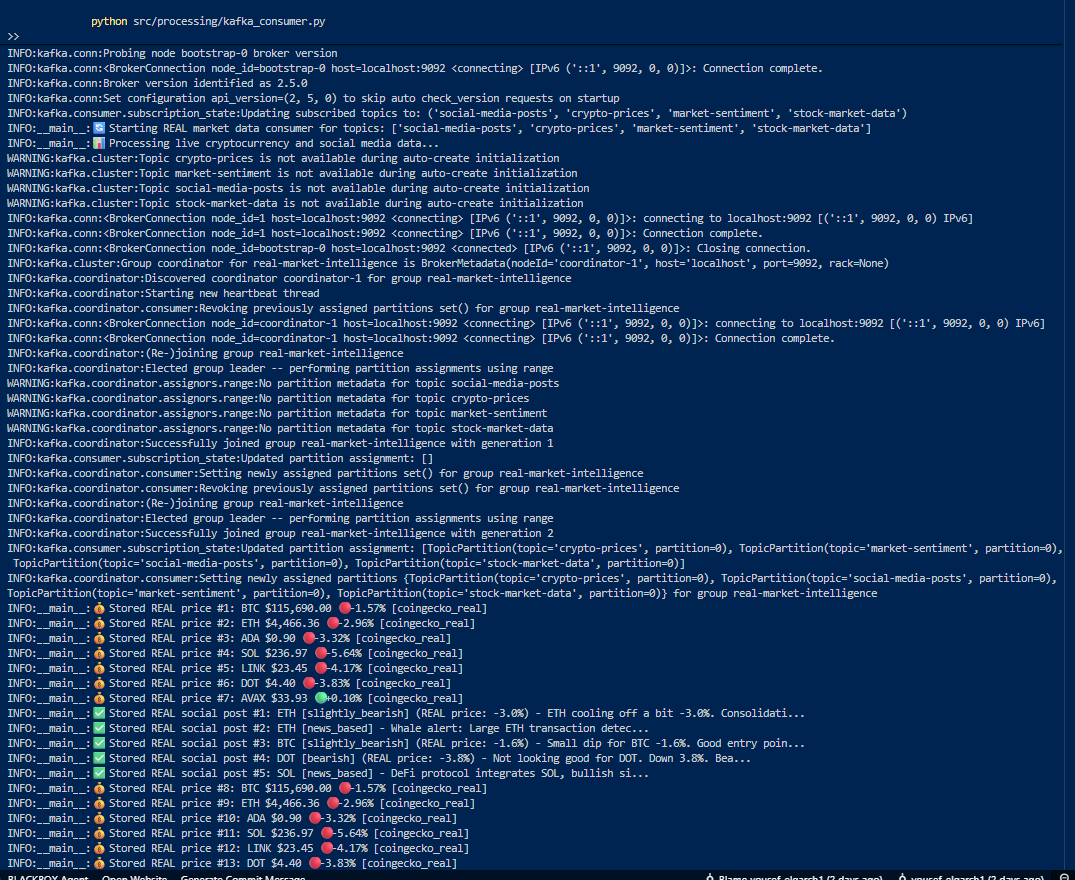 python src/processing/kafka_consumer.py
>>
INFO:kafka.conn:Probing node bootstrap-0 broker version
INFO:kafka.conn:<BrokerConnection node_id=bootstrap-0 host=localhost:9092 <connecting> [IPv6 ('::1', 9092, 0, 0)]>: Connection complete.
INFO:kafka.conn:Broker version identified as 2.5.0
INFO:kafka.conn:Set configuration api_version=(2, 5, 0) to skip auto check_version requests on startup
INFO:kafka.consumer.subscription_state:Updating subscribed topics to: ('social-media-posts', 'crypto-prices', 'market-sentiment', 'stock-market-data')
INFO:__main__:🔄 Starting REAL market data consumer for topics: ['social-media-posts', 'crypto-prices', 'market-sentiment', 'stock-market-data']
INFO:__main__:📊 Processing live cryptocurrency and social media data...
WARNING:kafka.cluster:Topic crypto-prices is not available during auto-create initialization
WARNING:kafka.cluster:Topic market-sentiment is not available during auto-create initialization
WARNING:kafka.cluster:Topic social-media-posts is not available during auto-create initialization
WARNING:kafka.cluster:Topic stock-market-data is not available during auto-create initialization
INFO:kafka.conn:<BrokerConnection node_id=1 host=localhost:9092 <connecting> [IPv6 ('::1', 9092, 0, 0)]>: connecting to localhost:9092 [('::1', 9092, 0, 0) IPv6]
INFO:kafka.conn:<BrokerConnection node_id=1 host=localhost:9092 <connecting> [IPv6 ('::1', 9092, 0, 0)]>: Connection complete.
INFO:kafka.conn:<BrokerConnection node_id=bootstrap-0 host=localhost:9092 <connected> [IPv6 ('::1', 9092, 0, 0)]>: Closing connection.
INFO:kafka.cluster:Group coordinator for real-market-intelligence is BrokerMetadata(nodeId='coordinator-1', host='localhost', port=9092, rack=None)
INFO:kafka.coordinator:Discovered coordinator coordinator-1 for group real-market-intelligence
INFO:kafka.coordinator:Starting new heartbeat thread
INFO:kafka.coordinator.consumer:Revoking previously assigned partitions set() for group real-market-intelligence
INFO:kafka.conn:<BrokerConnection node_id=coordinator-1 host=localhost:9092 <connecting> [IPv6 ('::1', 9092, 0, 0)]>: connecting to localhost:9092 [('::1', 9092, 0, 0) IPv6]
INFO:kafka.conn:<BrokerConnection node_id=coordinator-1 host=localhost:9092 <connecting> [IPv6 ('::1', 9092, 0, 0)]>: Connection complete.
INFO:kafka.coordinator:(Re-)joining group real-market-intelligence
INFO:kafka.coordinator:Elected group leader -- performing partition assignments using range
WARNING:kafka.coordinator.assignors.range:No partition metadata for topic social-media-posts
WARNING:kafka.coordinator.assignors.range:No partition metadata for topic crypto-prices
WARNING:kafka.coordinator.assignors.range:No partition metadata for topic market-sentiment
WARNING:kafka.coordinator.assignors.range:No partition metadata for topic stock-market-data
INFO:kafka.coordinator:Successfully joined group real-market-intelligence with generation 1
INFO:kafka.consumer.subscription_state:Updated partition assignment: []
INFO:kafka.coordinator.consumer:Setting newly assigned partitions set() for group real-market-intelligence
INFO:kafka.coordinator.consumer:Revoking previously assigned partitions set() for group real-market-intelligence
INFO:kafka.coordinator:(Re-)joining group real-market-intelligence
INFO:kafka.coordinator:Elected group leader -- performing partition assignments using range
INFO:kafka.coordinator:Successfully joined group real-market-intelligence with generation 2
INFO:kafka.consumer.subscription_state:Updated partition assignment: [TopicPartition(topic='crypto-prices', partition=0), TopicPartition(topic='market-sentiment', partition=0),
TopicPartition(topic='social-media-posts', partition=0), TopicPartition(topic='stock-market-data', partition=0)]
INFO:kafka.coordinator.consumer:Setting newly assigned partitions {TopicPartition(topic='crypto-prices', partition=0), TopicPartition(topic='social-media-posts', partition=0),
TopicPartition(topic='market-sentiment', partition=0), TopicPartition(topic='stock-market-data', partition=0)} for group real-market-intelligence
INFO:__main__:💰 Stored REAL price #1: BTC $115,690.00 🔴-1.57% [coingecko_real]
INFO:__main__:💰 Stored REAL price #2: ETH $4,466.36 🔴-2.96% [coingecko_real]
INFO:__main__:💰 Stored REAL price #3: ADA $0.90 🔴-3.32% [coingecko_real]
INFO:__main__:💰 Stored REAL price #4: SOL $236.97 🔴-5.64% [coingecko_real]
INFO:__main__:💰 Stored REAL price #5: LINK $23.45 🔴-4.17% [coingecko_real]
INFO:__main__:💰 Stored REAL price #6: DOT $4.40 🔴-3.83% [coingecko_real]
INFO:__main__:💰 Stored REAL price #7: AVAX $33.93 🟢+0.10% [coingecko_real]
INFO:__main__:✅ Stored REAL social post #1: ETH [slightly_bearish] (REAL price: -3.0%) - ETH cooling off a bit -3.0%. Consolidati...
INFO:__main__:✅ Stored REAL social post #2: ETH [news_based] - Whale alert: Large ETH transaction detec...
INFO:__main__:✅ Stored REAL social post #3: BTC [slightly_bearish] (REAL price: -1.6%) - Small dip for BTC -1.6%. Good entry poin...
INFO:__main__:✅ Stored REAL social post #4: DOT [bearish] (REAL price: -3.8%) - Not looking good for DOT. Down 3.8%. Bea...
INFO:__main__:✅ Stored REAL social post #5: SOL [news_based] - DeFi protocol integrates SOL, bullish si...
INFO:__main__:💰 Stored REAL price #8: BTC $115,690.00 🔴-1.57% [coingecko_real]
INFO:__main__:💰 Stored REAL price #9: ETH $4,466.36 🔴-2.96% [coingecko_real]
INFO:__main__:💰 Stored REAL price #10: ADA $0.90 🔴-3.32% [coingecko_real]
INFO:__main__:💰 Stored REAL price #11: SOL $236.97 🔴-5.64% [coingecko_real]
INFO:__main__:💰 Stored REAL price #12: LINK $23.45 🔴-4.17% [coingecko_real]
INFO:__main__:💰 Stored REAL price #13: DOT $4.40 🔴-3.83% [coingecko_real]
BLACKBOX Agent Open Website Generate Commit Message Blame yousef-elgarch1 (2 days ago) yousef-elgarch1 (2 days ago)